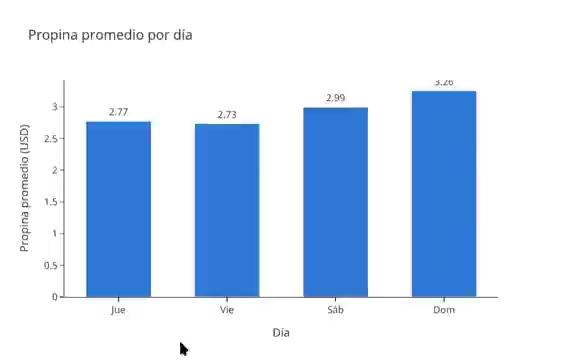 Propina promedio por día
3.26
2.99
2.77
2.73
3
2.5
2
1.5
1
0.5
0
Propina promedio (USD)
Jue
Vie
Sáb
Dom
Día